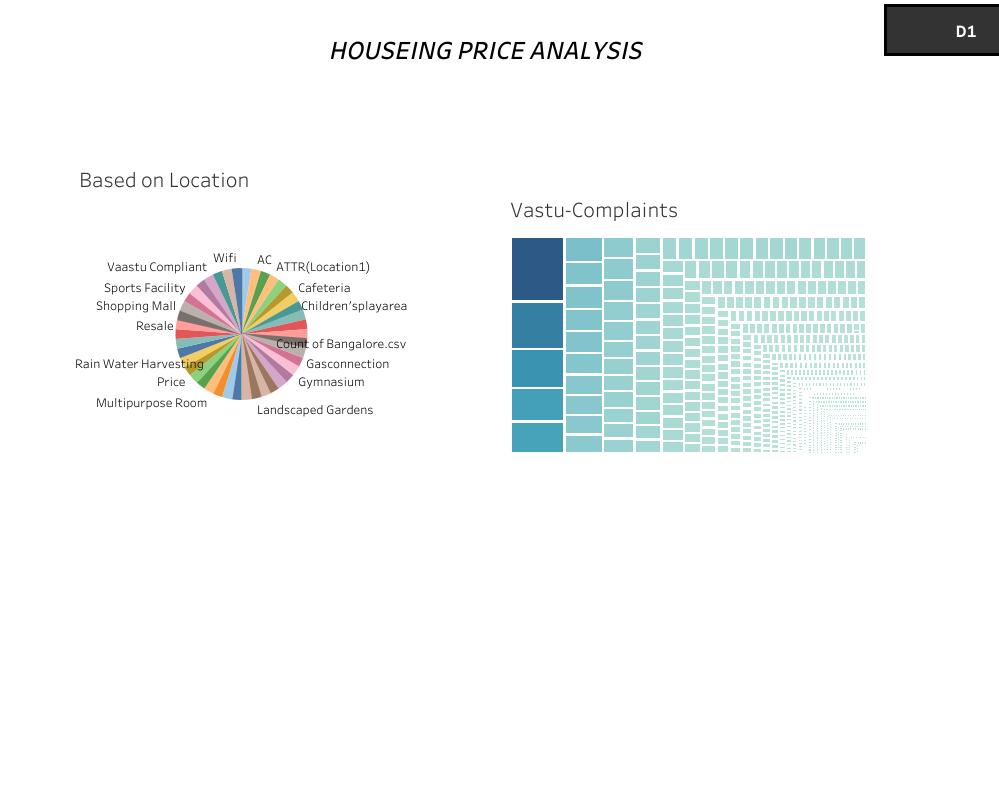 D1
HOUSEING PRICE ANALYSIS
Based on Location
Vastu-Complaints
Wifi
AC
Vaastu Compliant
ATTR(Location1)
Sports Facility
Cafeteria
Shopping Mall
Children'splayarea
Resale
Count of Bangalore.csv
Rain Water Harvesting
Gasconnection
Price
Gymnasium
Multipurpose Room
Landscaped Gardens